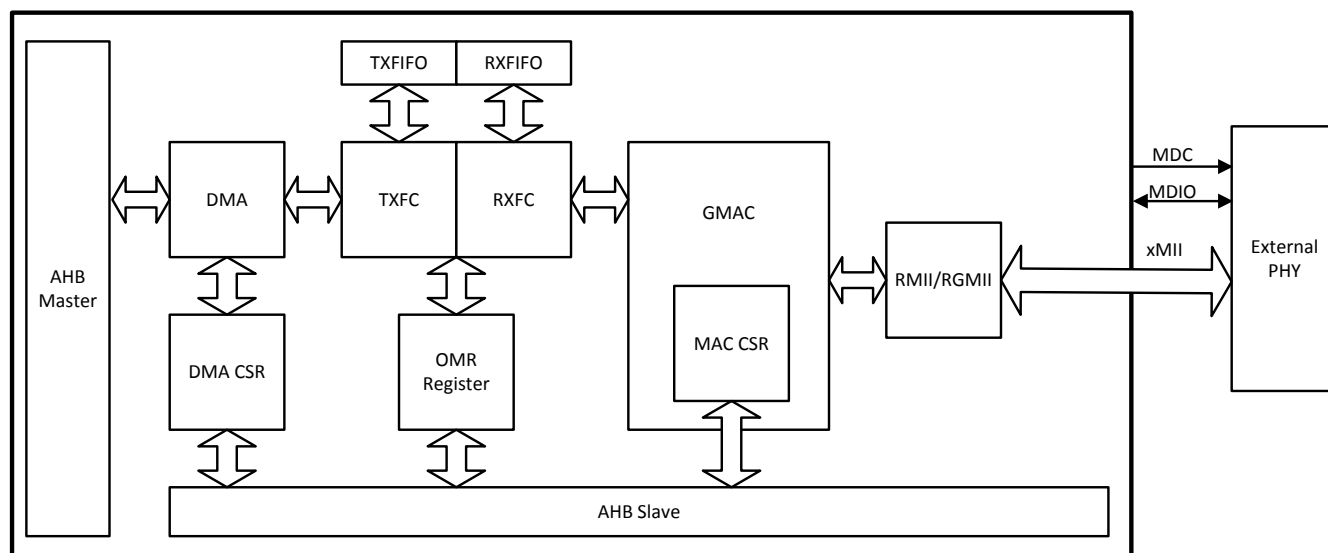 TXFIFO
RXFIFO
MDC
DMA
TXFC
RXFC
GMAC
MDIO
xMII
External
PHY
AHB
Master
RMII/RGMII
DMA CSR
OMR
Register
MAC CSR
AHB Slave